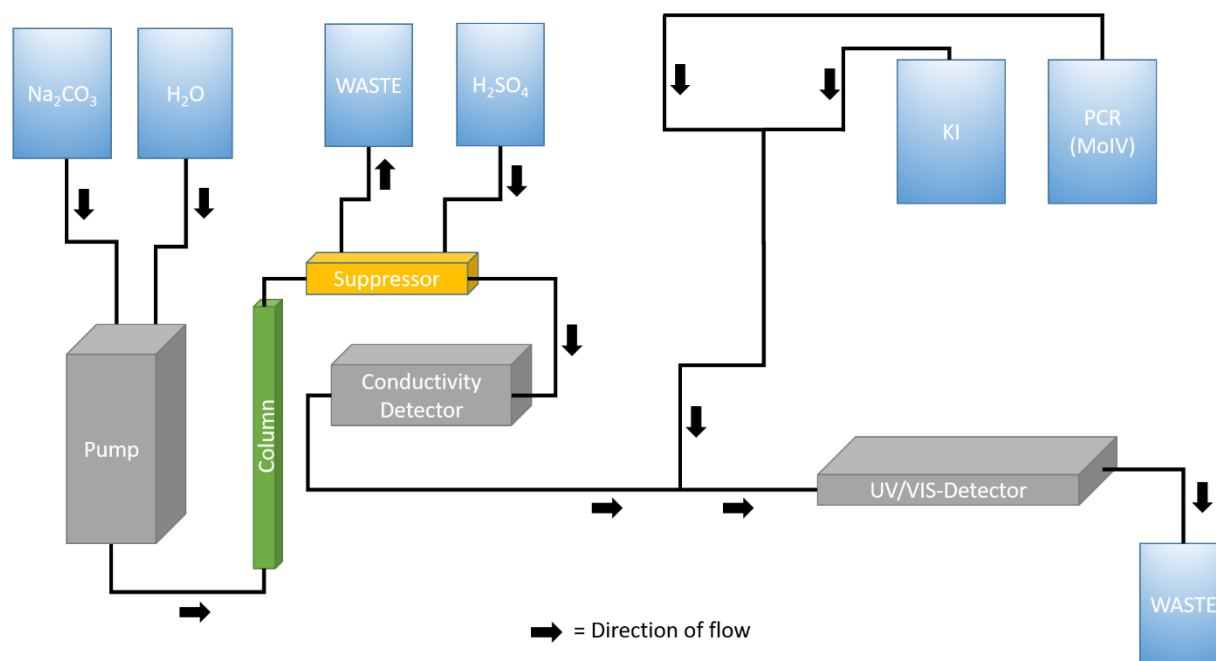 Na₂CO₃
H₂O
WASTE
H₂SO₄
KI
PCR
(MoIV)
Suppressor
Conductivity
Detector
Pump
Column
UV/VIS-Detector
WASTE
= Direction of flow